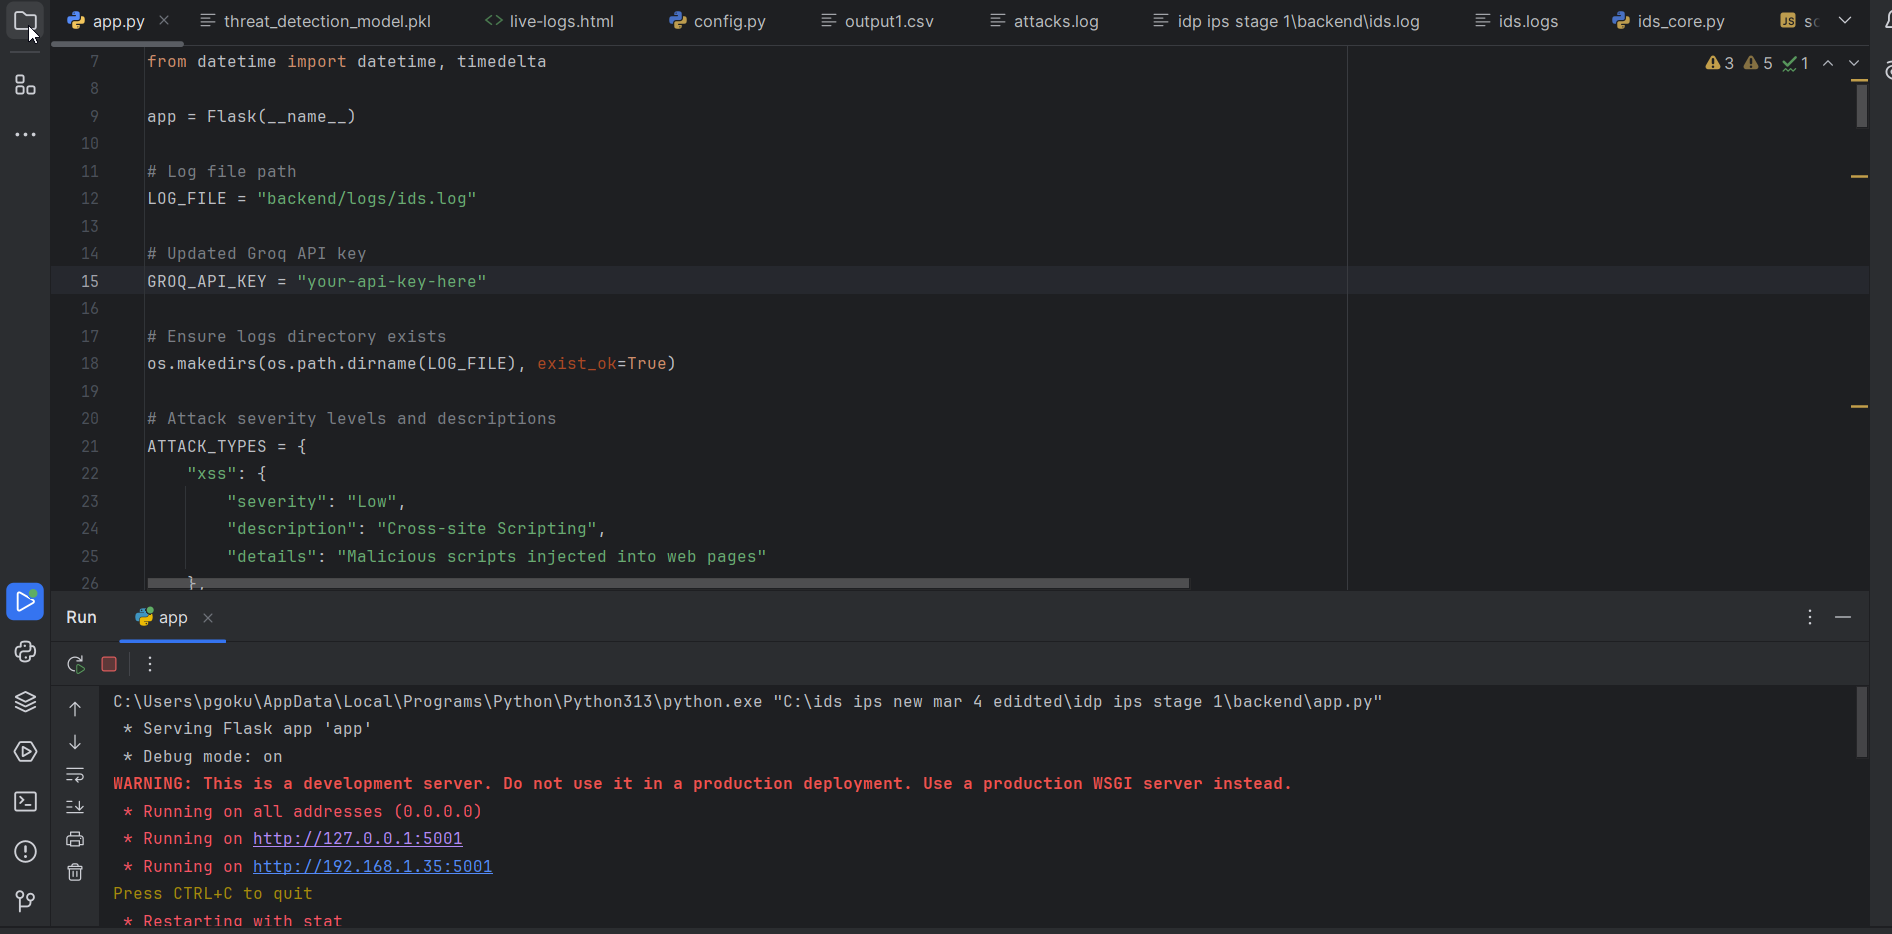 app.py threat_detection_model.pkl live-logs.html config.py output1.csv attacks.log idp ips stage 1\backend\ids.log ids.logs ids_core.py JS
3 5 1
7 from datetime import datetime, timedelta
8
9 app = Flask(__name__)
10
11 # Log file path
12 LOG_FILE = "backend/logs/ids.log"
13
14 # Updated Groq API key
15 GROQ_API_KEY = "your-api-key-here"
16
17 # Ensure logs directory exists
18 os.makedirs(os.path.dirname(LOG_FILE), exist_ok=True)
19
20 # Attack severity levels and descriptions
21 ATTACK_TYPES = {
22 "xss": {
23 "severity": "Low",
24 "description": "Cross-site Scripting",
25 "details": "Malicious scripts injected into web pages"
26 },
Run app
C:\Users\pgoku\AppData\Local\Programs\Python\Python313\python.exe "C:\ids ips new mar 4 edidted\idp ips stage 1\backend\app.py"
* Serving Flask app 'app'
* Debug mode: on
WARNING: This is a development server. Do not use it in a production deployment. Use a production WSGI server instead.
* Running on all addresses (0.0.0.0)
* Running on http://127.0.0.1:5001
* Running on http://192.168.1.35:5001
Press CTRL+C to quit
* Restarting with stat